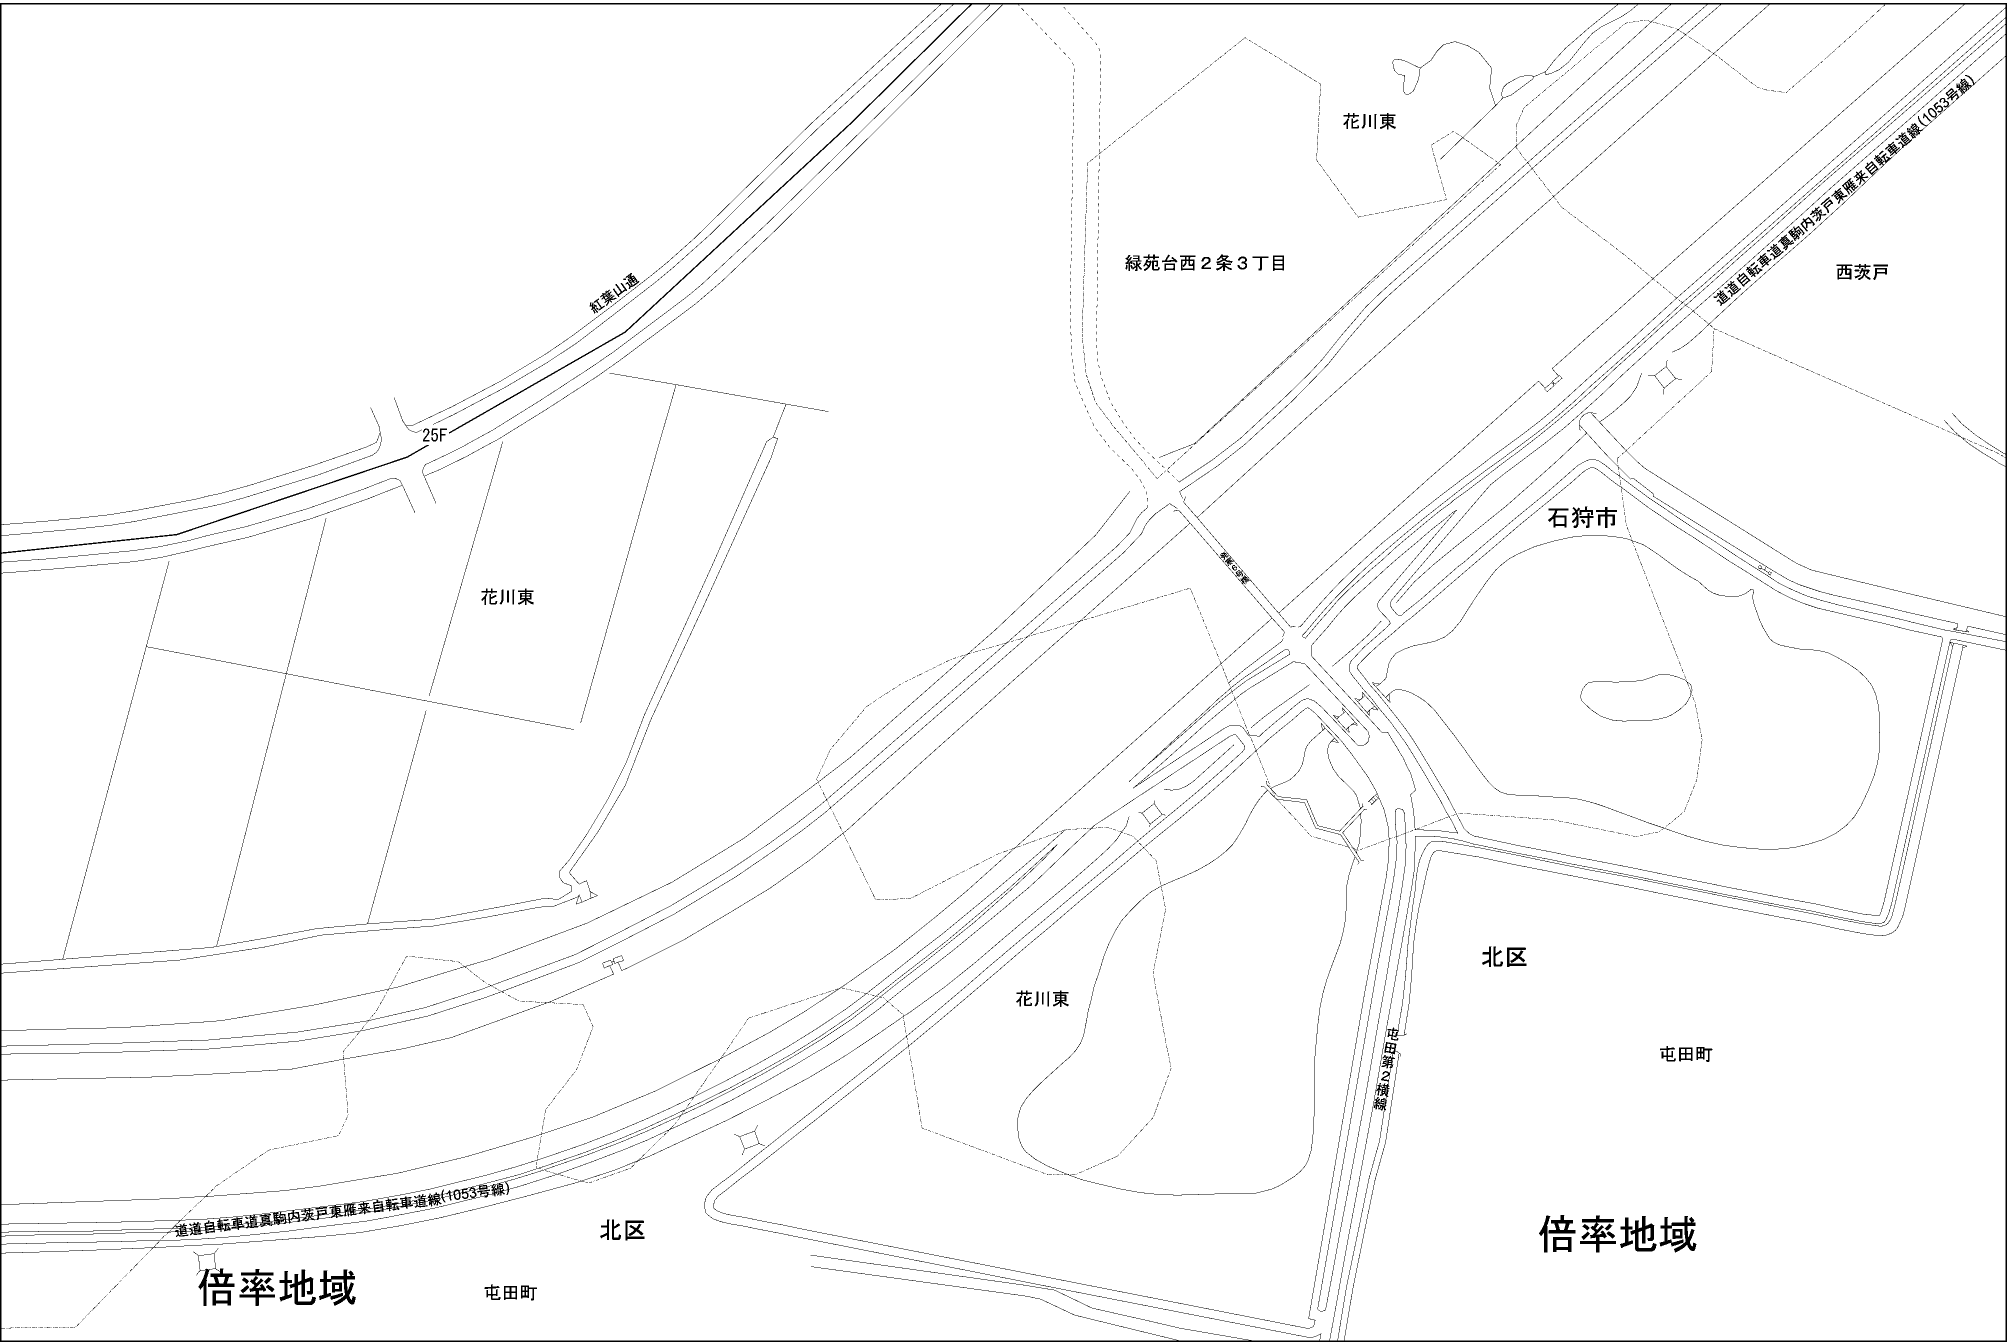 花川東
道道自転車道真駒内茨戸東雁来自転車道線(1053号線)
緑苑台西２条３丁目
西茨戸
紅葉山通
25F
石狩市
花川東
北区
花川東
屯田町
屯田第２横線
道道自転車道真駒内茨戸東雁来自転車道線(1053号線)
北区
倍率地域
倍率地域
屯田町